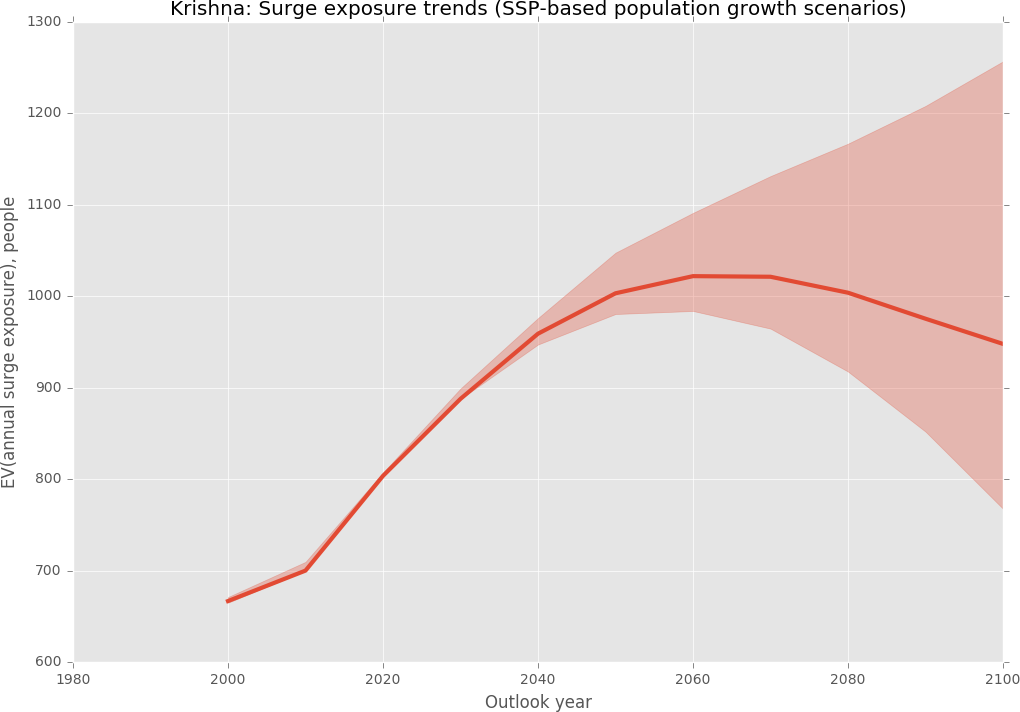 Krishna: Surge exposure trends (SSP-based population growth scenarios)
1300
1200
1100
1000
900
800
700
600
EV(annual surge exposure), people
1980 2000 2020 2040 2060 2080 2100
Outlook year